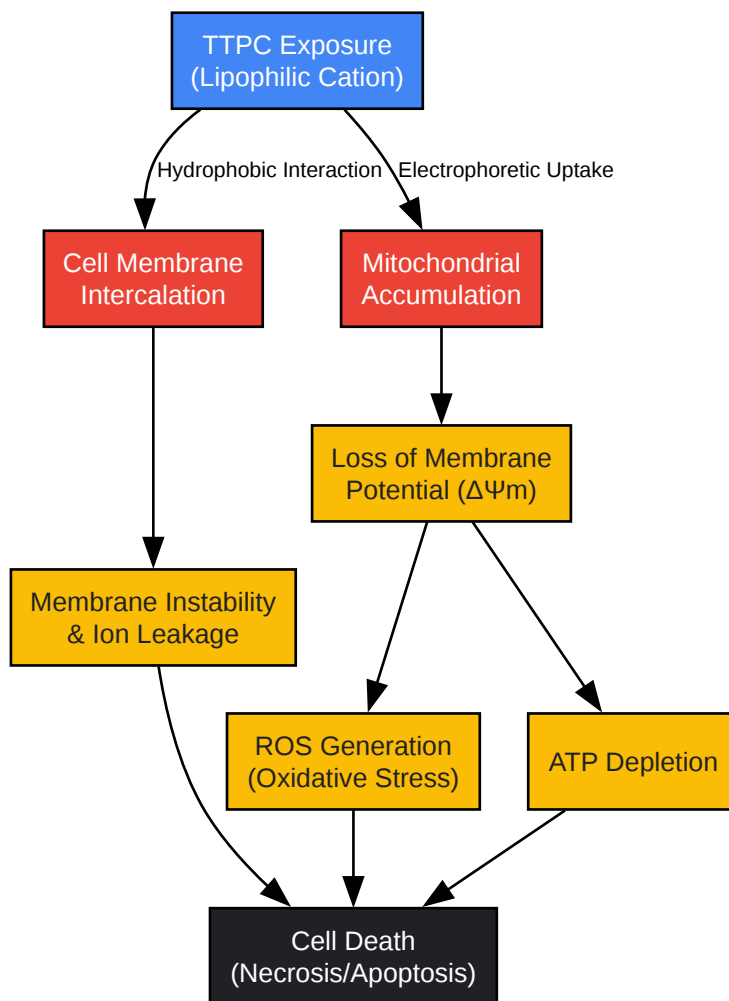 TTPC Exposure
(Lipophilic Cation)
Hydrophobic Interaction
Electrophoretic Uptake
Cell Membrane
Intercalation
Mitochondrial
Accumulation
Loss of Membrane
Potential (ΔΨm)
Membrane Instability
& Ion Leakage
ROS Generation
(Oxidative Stress)
ATP Depletion
Cell Death
(Necrosis/Apoptosis)